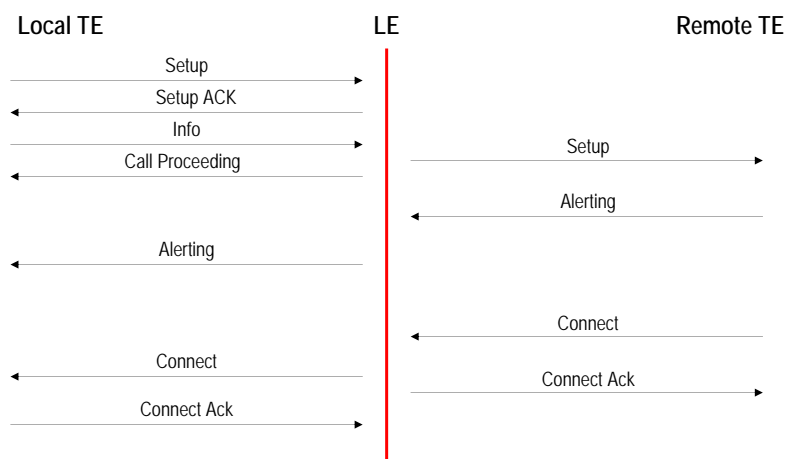 Local TE
LE
Remote TE
Setup
Setup ACK
Info
Setup
Call Proceeding
Alerting
Alerting
Connect
Connect
Connect Ack
Connect Ack